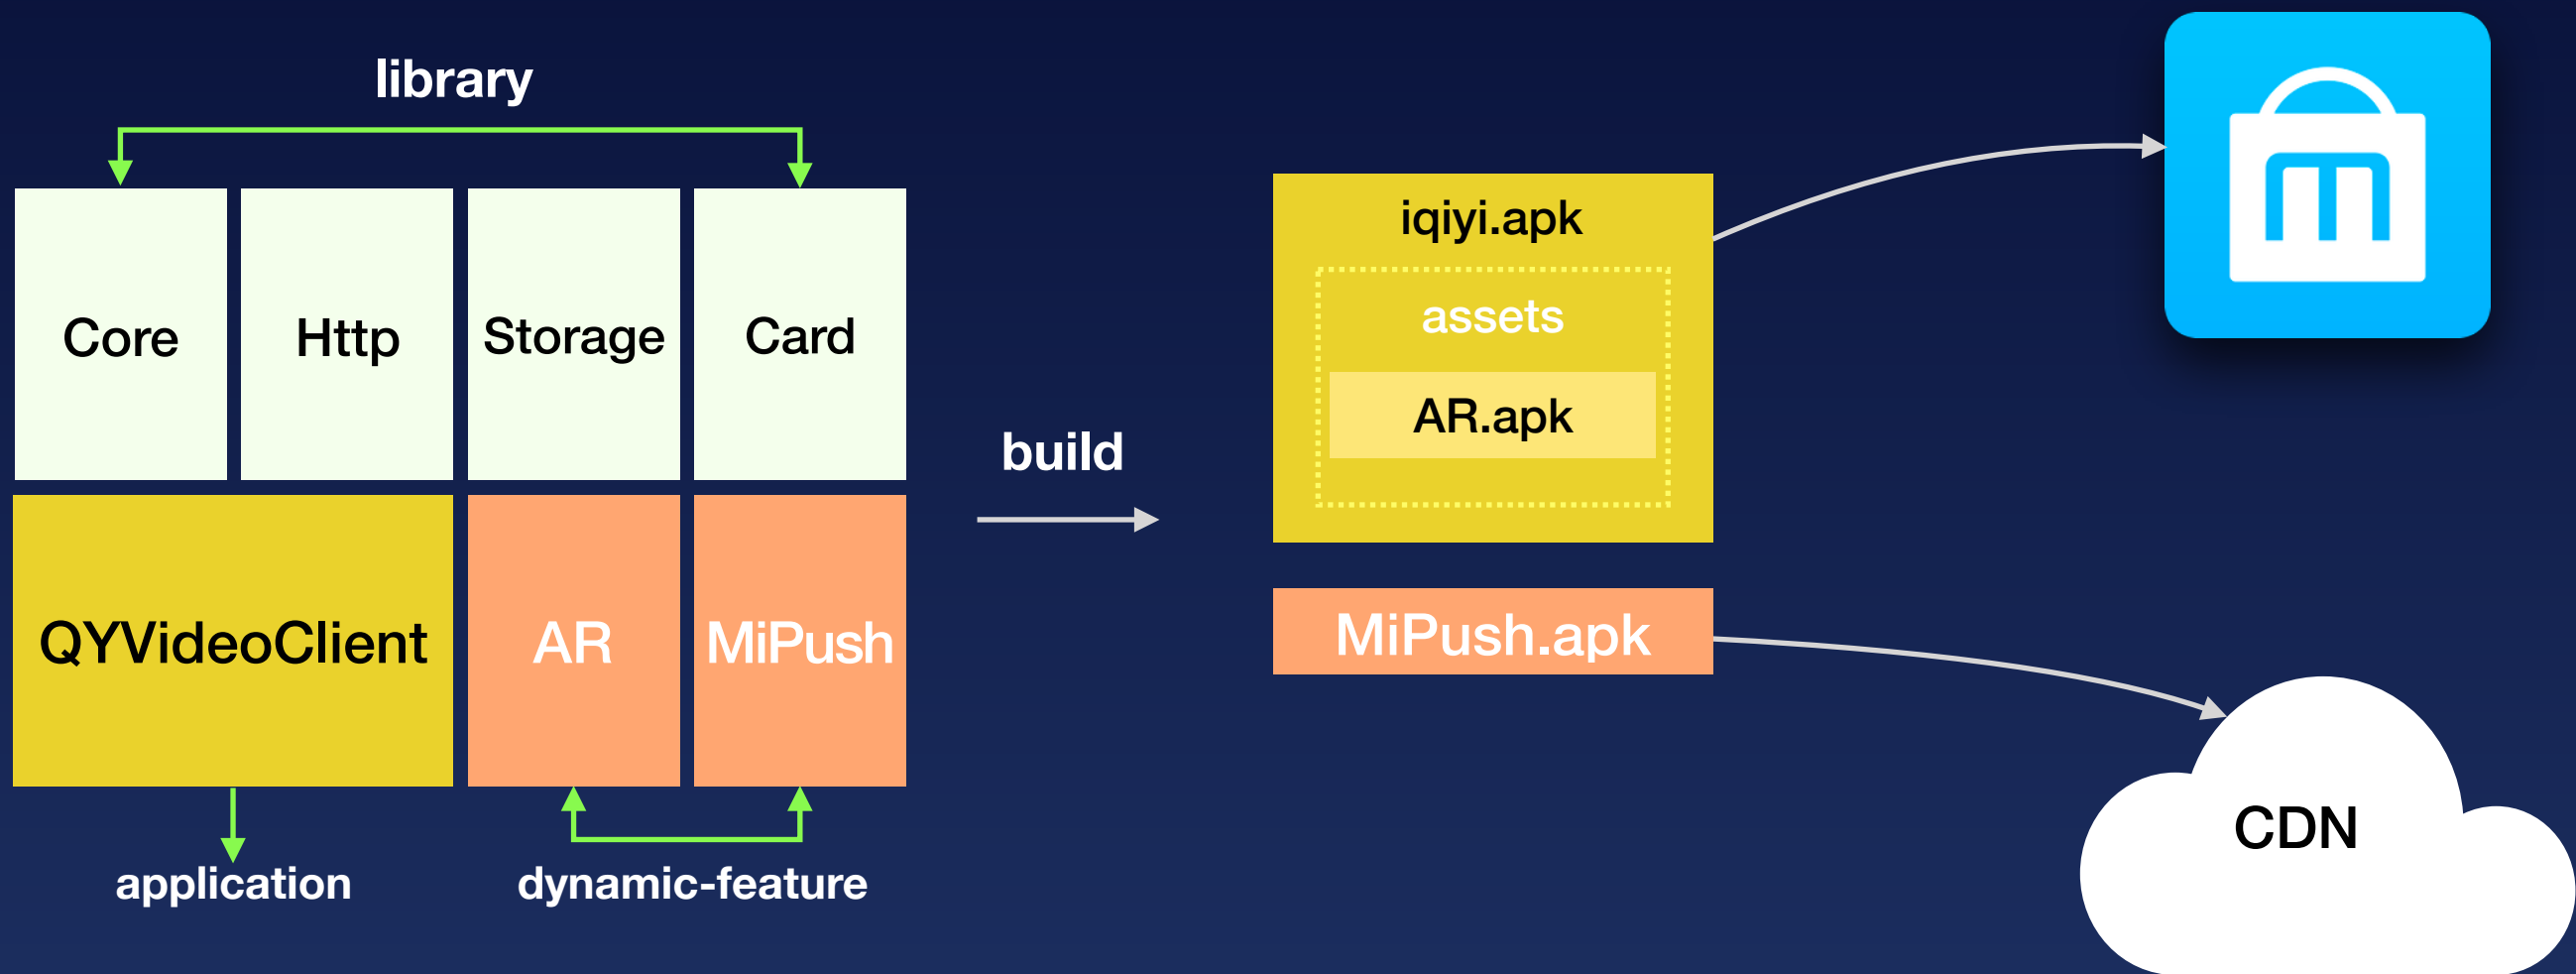 library
Core
Http
Storage
Card
QYVideoClient
AR
MiPush
application
dynamic-feature
build
iqiyi.apk
assets
AR.apk
MiPush.apk
CDN